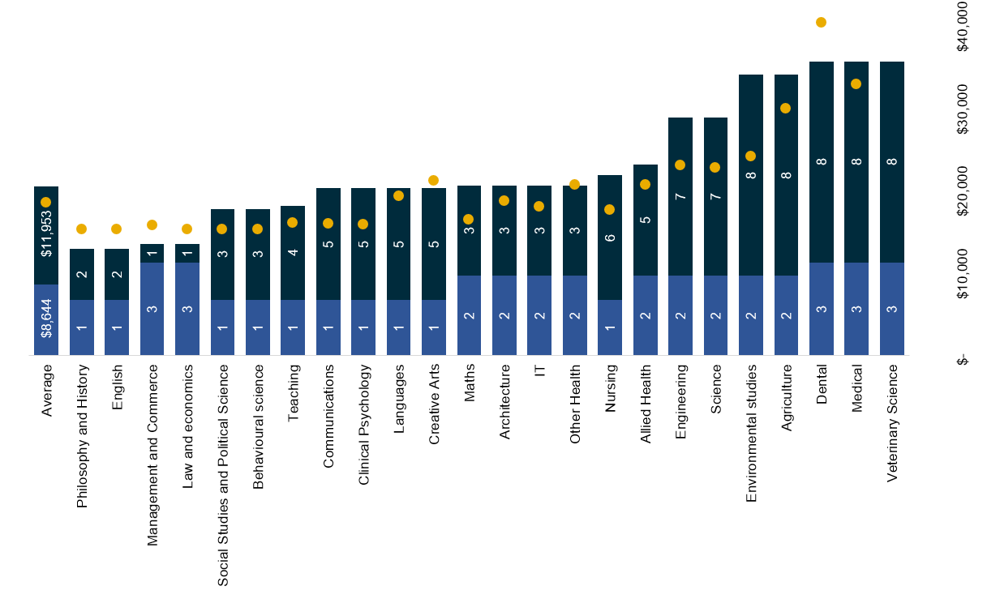 $40,000
$30,000
$20,000
$10,000
$-
$11,953
2
2
1
1
3
3
4
5
5
5
5
3
3
3
3
6
5
7
7
8
8
8
8
8
$8,644
1
1
3
3
1
1
1
1
1
1
1
2
2
2
2
1
2
2
2
2
2
3
3
3
Average
Philosophy and History
English
Management and Commerce
Law and economics
Social Studies and Political Science
Behavioural science
Teaching
Communications
Clinical Psychology
Languages
Creative Arts
Maths
Architecture
IT
Other Health
Nursing
Allied Health
Engineering
Science
Environmental studies
Agriculture
Dental
Medical
Veterinary Science